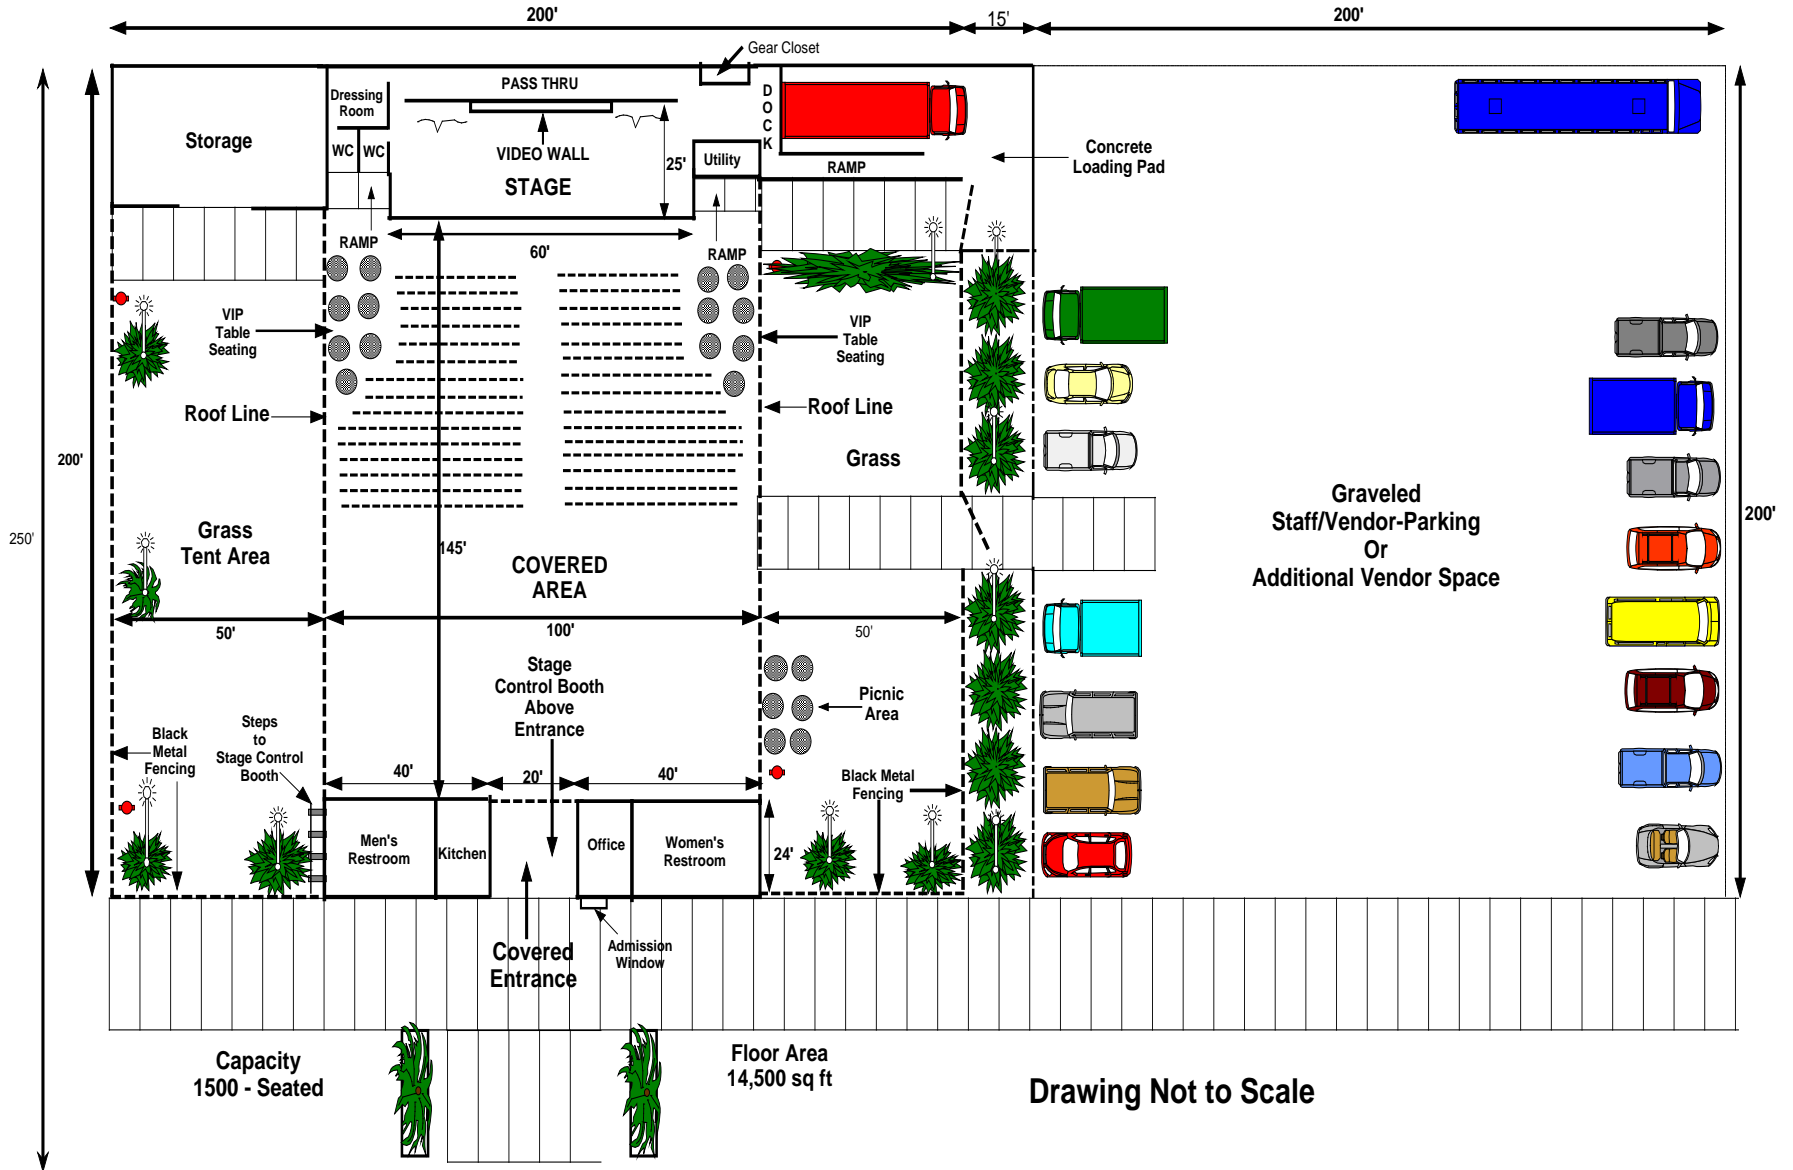 200'
15'
200'
Gear Closet
PASS THRU
Dressing
Room
D
O
C
K
Storage
WC
WC
VIDEO WALL
STAGE
25'
Utility
RAMP
Concrete
Loading Pad
RAMP
60'
RAMP
VIP
Table
Seating
VIP
Table
Seating
Roof Line
Roof Line
Grass
200'
250'
Grass
Tent Area
145'
COVERED
AREA
Graveled
Staff/Vendor-Parking
Or
Additional Vendor Space
200'
50'
100'
50'
Stage
Control Booth
Above
Entrance
Picnic
Area
Black
Metal
Fencing
Steps
to
Stage Control
Booth
40'
20'
40'
Black Metal
Fencing
Men's
Restroom
Kitchen
Office
Women's
Restroom
24'
Covered
Entrance
Admission
Window
Capacity
1500 - Seated
Floor Area
14,500 sq ft
Drawing Not to Scale